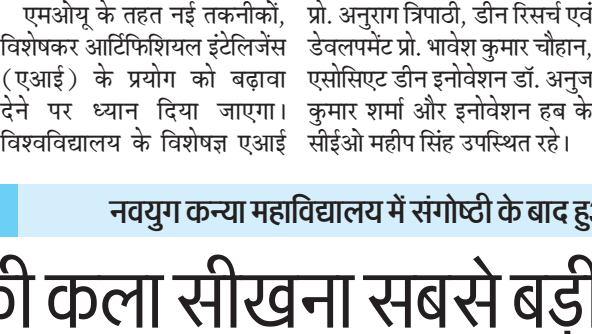 एमओयू के तहत नई तकनीकों,
विशेषकर आर्टिफिशियल इंटेलिजेंस
(एआई) के प्रयोग को बढ़ावा
देने पर ध्यान दिया जाएगा।
विश्वविद्यालय के विशेषज्ञ एआई
प्रो. अनुराग त्रिपाठी, डीन रिसर्च एवं
डेवलपमेंट प्रो. भावेश कुमार चौहान,
एसोसिएट डीन इनोवेशन डॉ. अनुज
कुमार शर्मा और इनोवेशन हब के
सीईओ महीप सिंह उपस्थित रहे।
नवयुग कन्या महाविद्यालय में संगोष्ठी के बाद
कला सीखना सबसे